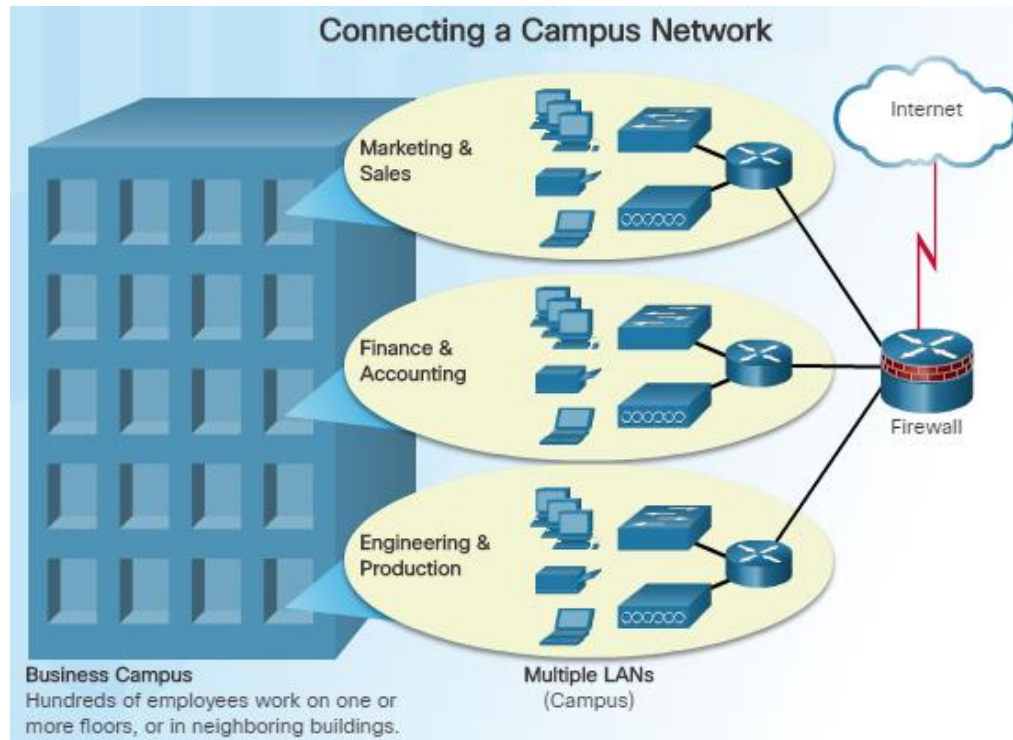 Connecting a Campus Network
Internet
Marketing &
Sales
Finance &
Accounting
Firewall
Engineering &
Production
Business Campus
Hundreds of employees work on one or
more floors, or in neighboring buildings.
Multiple LANs
(Campus)